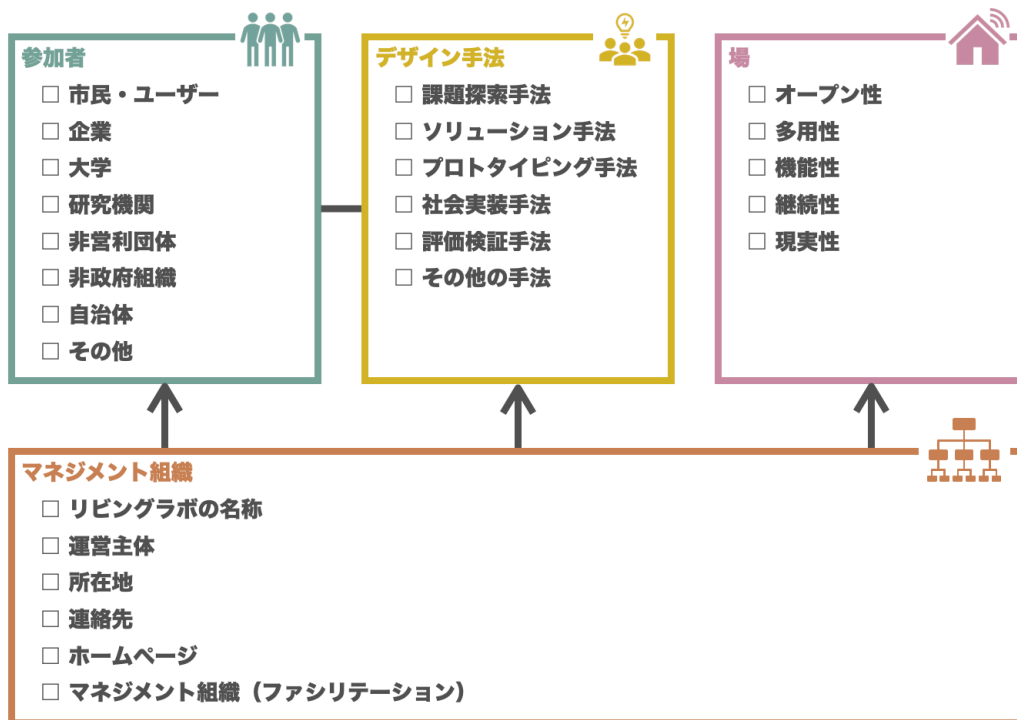 参加者
□ 市民・ユーザー
□ 企業
□ 大学
□ 研究機関
□ 非営利団体
□ 非政府組織
□ 自治体
□ その他
デザイン手法
□ 課題探索手法
□ ソリューション手法
□ プロトタイピング手法
□ 社会実装手法
□ 評価検証手法
□ その他の手法
場
□ オープン性
□ 多用性
□ 機能性
□ 継続性
□ 現実性
マネジメント組織
□ リビングラボの名称
□ 運営主体
□ 所在地
□ 連絡先
□ ホームページ
□ マネジメント組織（ファシリテーション）